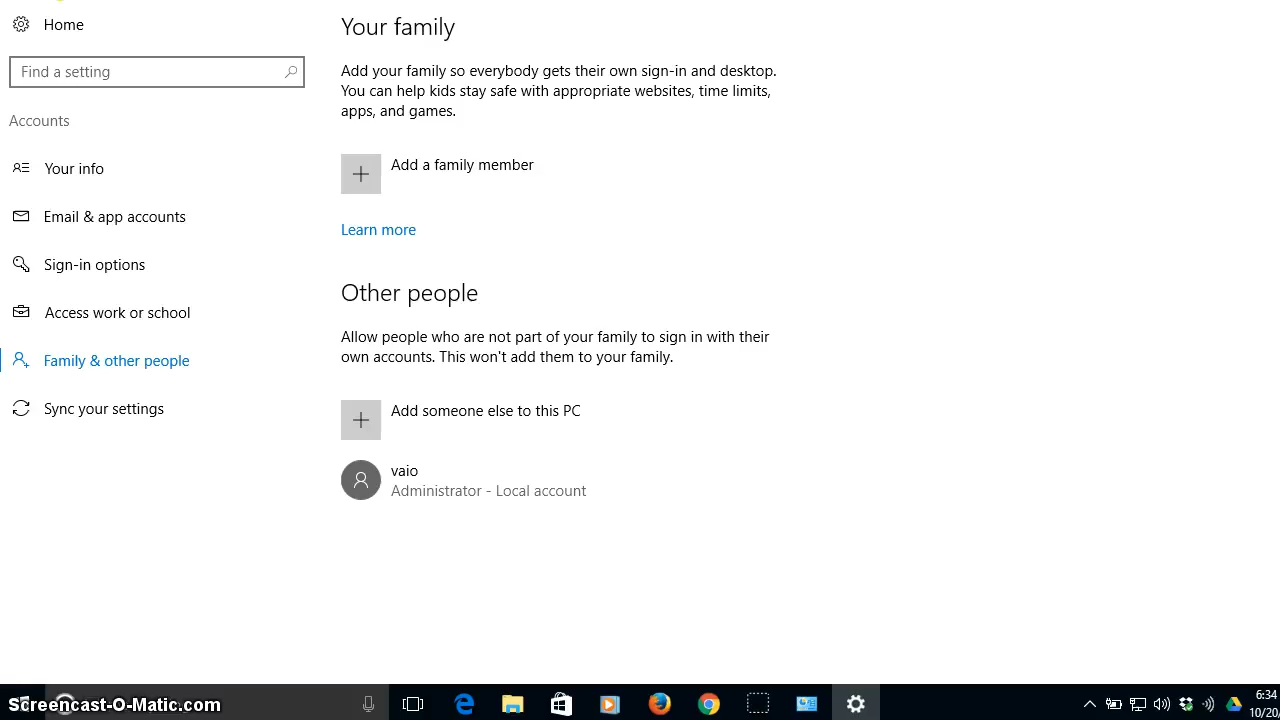 Home
Find a setting
Accounts
Your info
Email & app accounts
Sign-in options
Access work or school
Family & other people
Sync your settings
Your family
Add your family so everybody gets their own sign-in and desktop.
You can help kids stay safe with appropriate websites, time limits,
apps, and games.
Add a family member
Learn more
Other people
Allow people who are not part of your family to sign in with their
own accounts. This won't add them to your family.
Add someone else to this PC
vaio
Administrator - Local account
Screencast-O-Matic.com
6:34
10/20